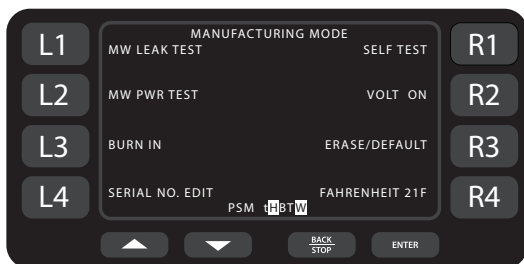 MANUFACTURING MODE
L1 MW LEAK TEST SELF TEST R1
L2 MW PWR TEST VOLT ON R2
L3 BURN IN ERASE/DEFAULT R3
L4 SERIAL NO. EDIT FAHRENHEIT 21F R4
PSM tHBTW
BACK
STOP
ENTER